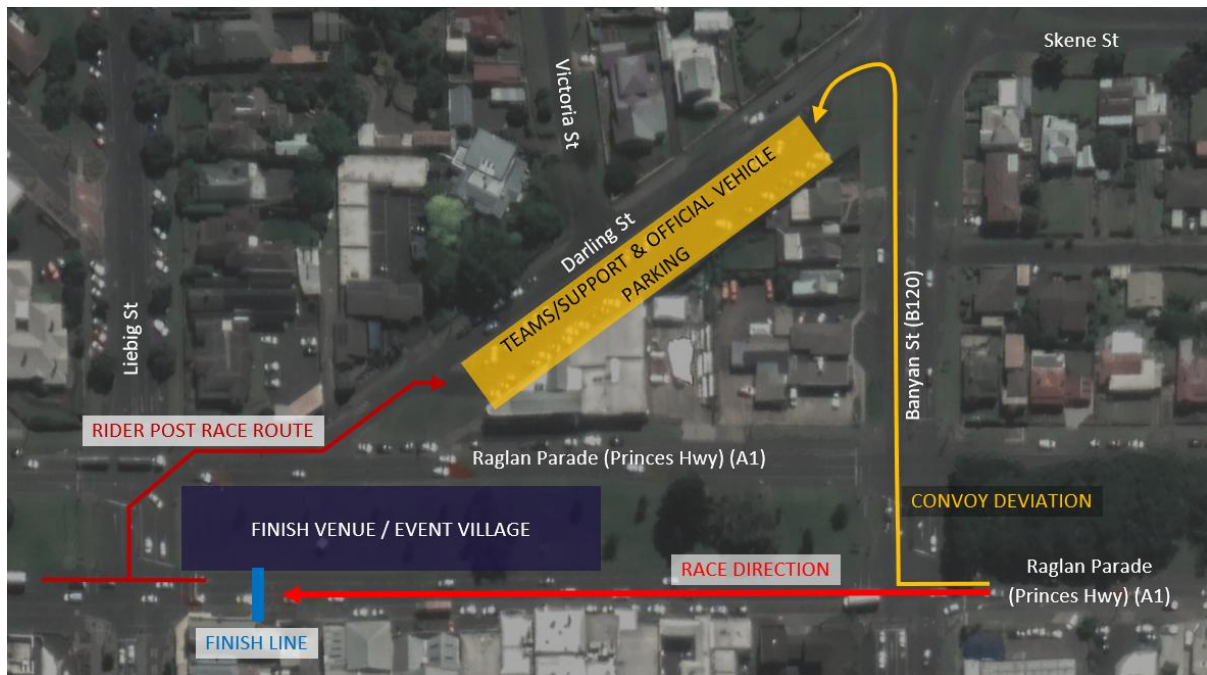 Skene St
Victoria St
Darling St
TEAMS/SUPPORT & OFFICIAL VEHICLE
PARKING
Liebig St
Banyan St (B120)
RIDER POST RACE ROUTE
Raglan Parade (Princes Hwy) (A1)
CONVOY DEVIATION
FINISH VENUE / EVENT VILLAGE
RACE DIRECTION
Raglan Parade
(Princes Hwy) (A1)
FINISH LINE